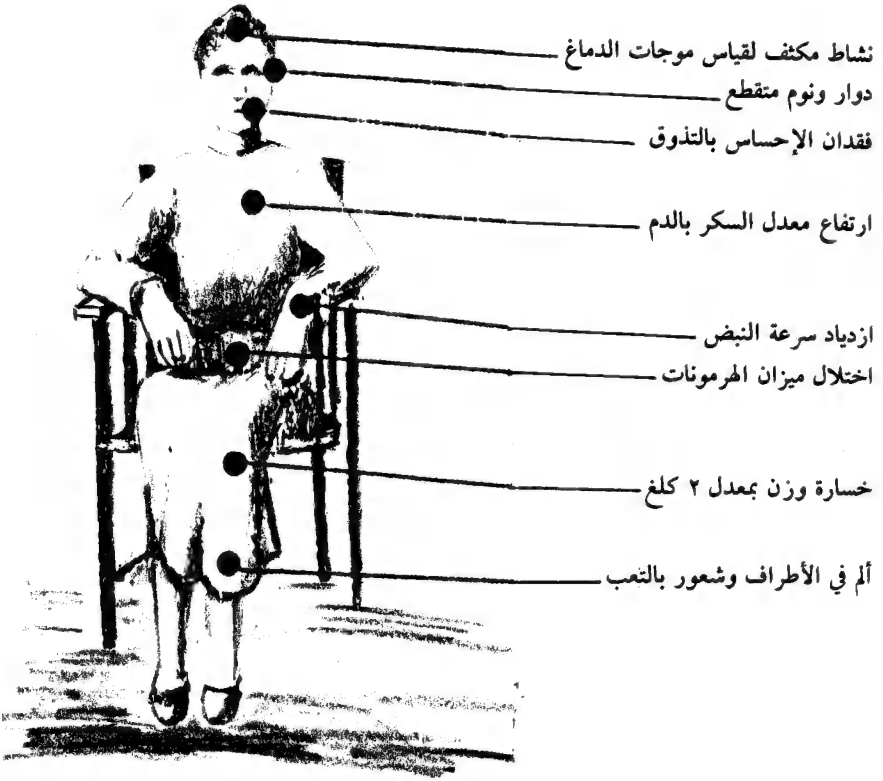 نشاط مكثف لقياس موجات الدماغ
دوار ونوم متقطع
فقدان الإحساس بالتذوق
ارتفاع معدل السكر بالدم
ازدياد سرعة النبض
اختلال ميزان الهرمونات
خسارة وزن بمعدل ٢ كلغ
ألم في الأطراف وشعور بالتعب